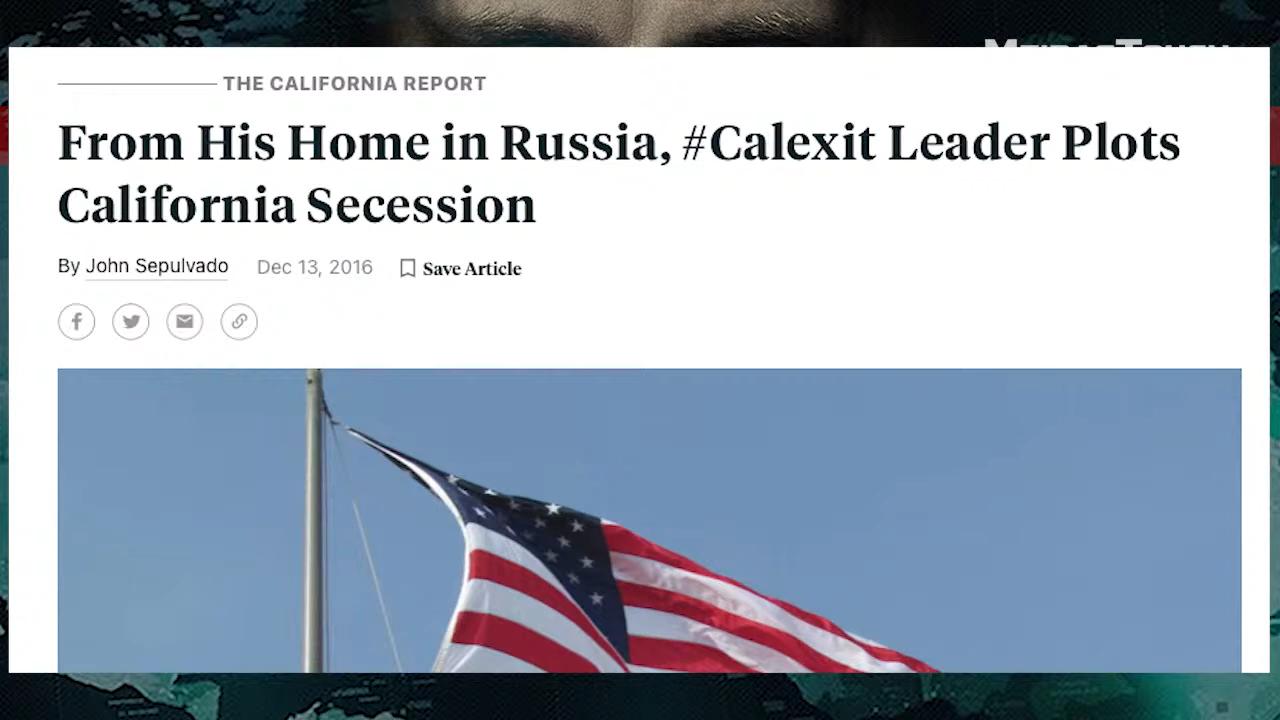 THE CALIFORNIA REPORT
From His Home in Russia, #Calexit Leader Plots
California Secession
By John Sepulvado Dec 13, 2016 Save Article